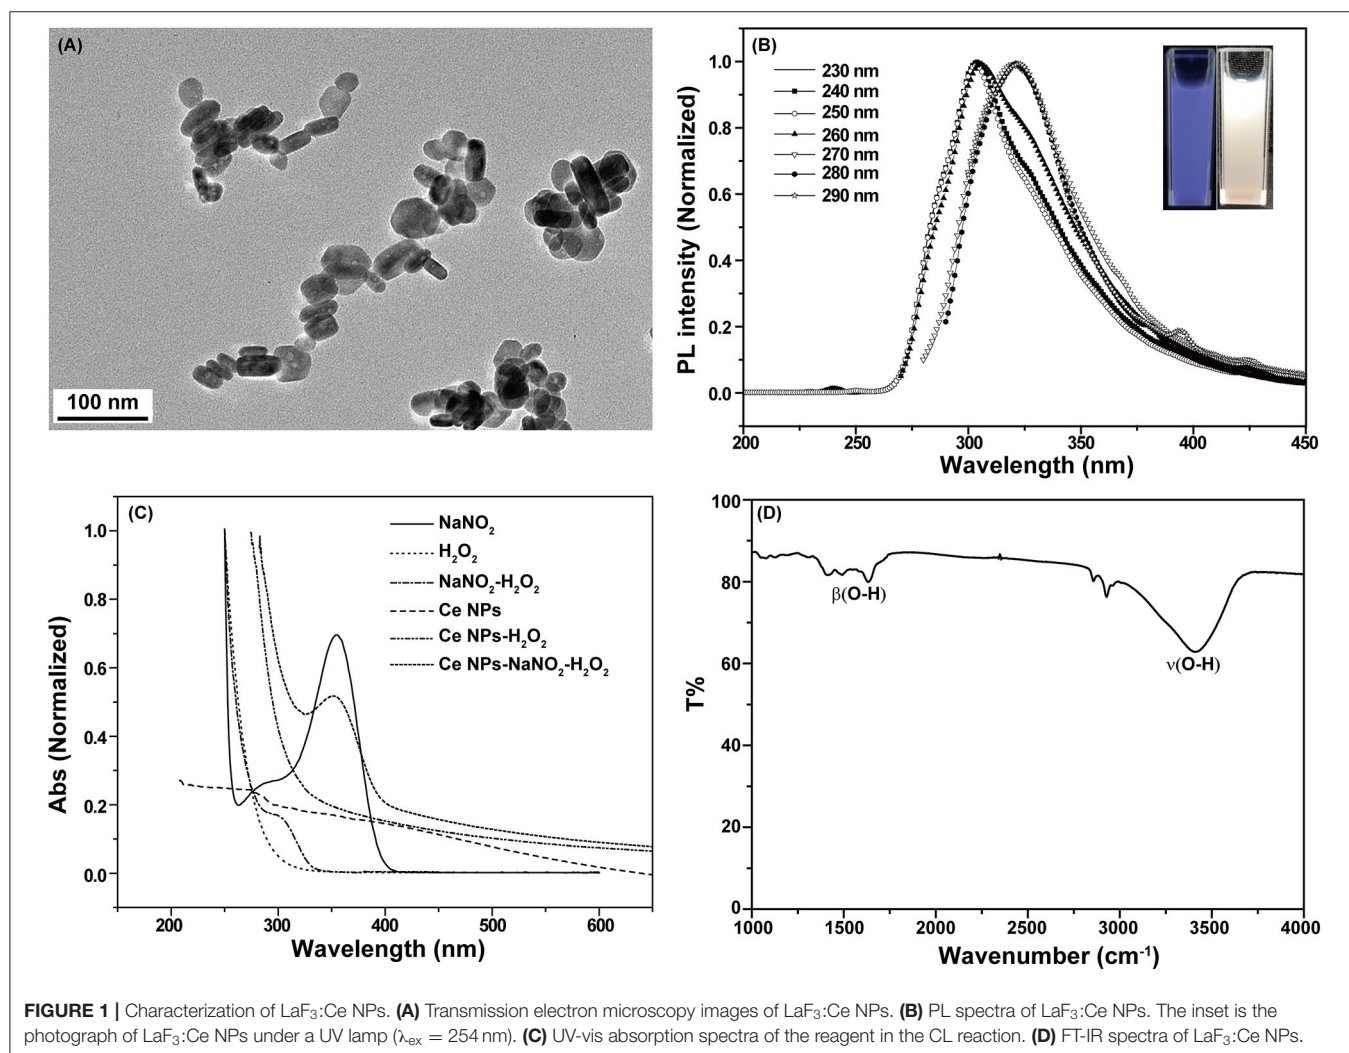 (A)
100 nm
(B)
230 nm
240 nm
250 nm
260 nm
270 nm
280 nm
290 nm
PL intensity (Normalized)
1.0
0.8
0.6
0.4
0.2
0.0
200 250 300 350 400 450
Wavelength (nm)
(C)
NaNO₂
H₂O₂
NaNO₂-H₂O₂
Ce NPs
Ce NPs-H₂O₂
Ce NPs-NaNO₂-H₂O₂
Abs (Normalized)
1.0
0.8
0.6
0.4
0.2
0.0
200 300 400 500 600
Wavelength (nm)
(D)
T%
100
80
60
40
20
0
β(O-H)
ν(O-H)
1000 1500 2000 2500 3000 3500 4000
Wavenumber (cm⁻¹)
FIGURE 1 | Characterization of LaF₃:Ce NPs. (A) Transmission electron microscopy images of LaF₃:Ce NPs. (B) PL spectra of LaF₃:Ce NPs. The inset is the
photograph of LaF₃:Ce NPs under a UV lamp (λₑₓ = 254 nm). (C) UV-vis absorption spectra of the reagent in the CL reaction. (D) FT-IR spectra of LaF₃:Ce NPs.